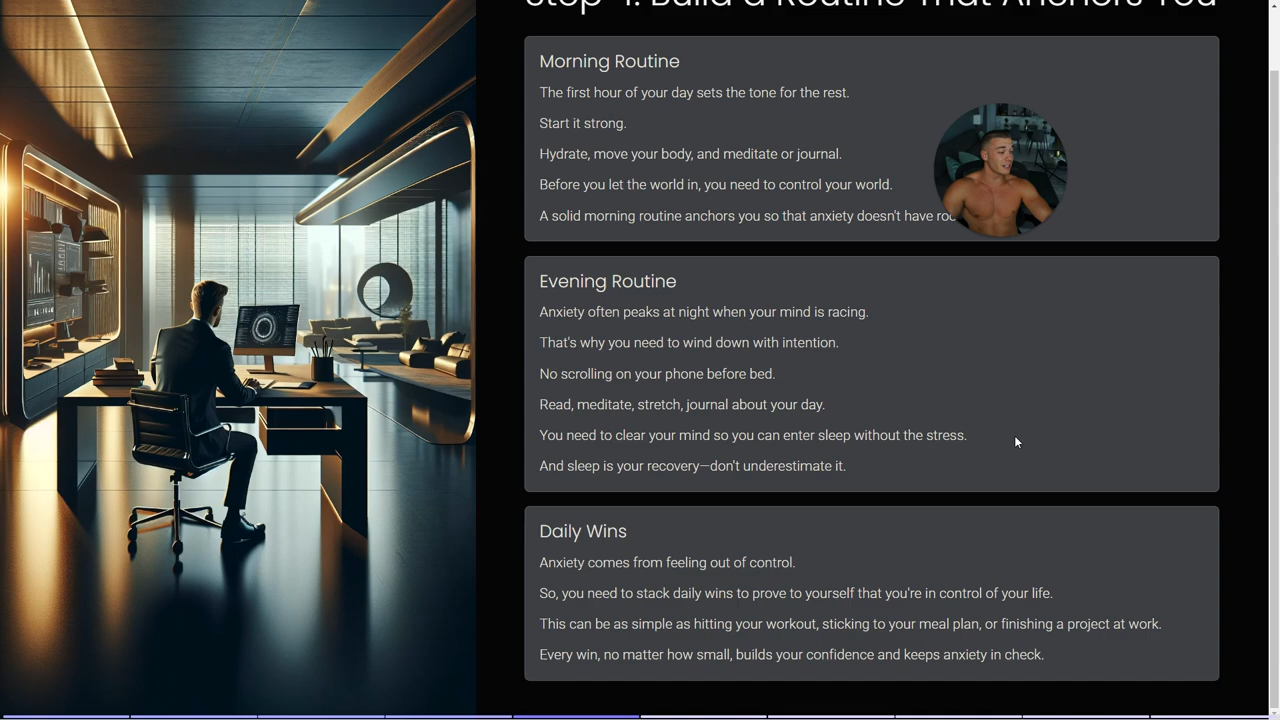 Step 4: Build a Routine That Anchors You
Morning Routine
The first hour of your day sets the tone for the rest.
Start it strong.
Hydrate, move your body, and meditate or journal.
Before you let the world in, you need to control your world.
A solid morning routine anchors you so that anxiety doesn't have
Evening Routine
Anxiety often peaks at night when your mind is racing.
That's why you need to wind down with intention.
No scrolling on your phone before bed.
Read, meditate, stretch, journal about your day.
You need to clear your mind so you can enter sleep without the stress.
And sleep is your recovery—don't underestimate it.
Daily Wins
Anxiety comes from feeling out of control.
So, you need to stack daily wins to prove to yourself that you're in control of your life.
This can be as simple as hitting your workout, sticking to your meal plan, or finishing a project at work.
Every win, no matter how small, builds your confidence and keeps anxiety in check.